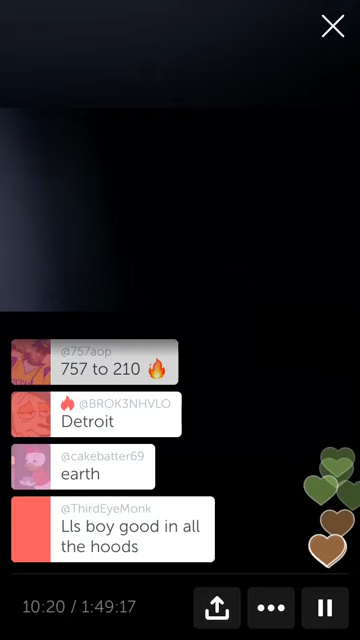 @757aop
757 to 210 🔥
🔥 @BROK3NHVLO
Detroit
@cakebatter69
earth
@ThirdEyeMonk
Lls boy good in all
the hoods
10:20 / 1:49:17